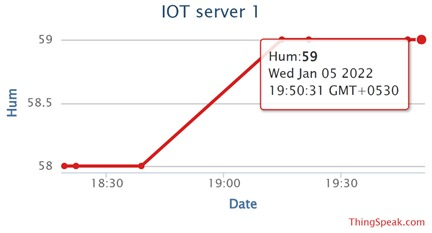 IOT server 1
59
58.5
58
Hum
Hum:59
Wed Jan 05 2022
19:50:31 GMT+0530
18:30
19:00
19:30
Date
ThingSpeak.com